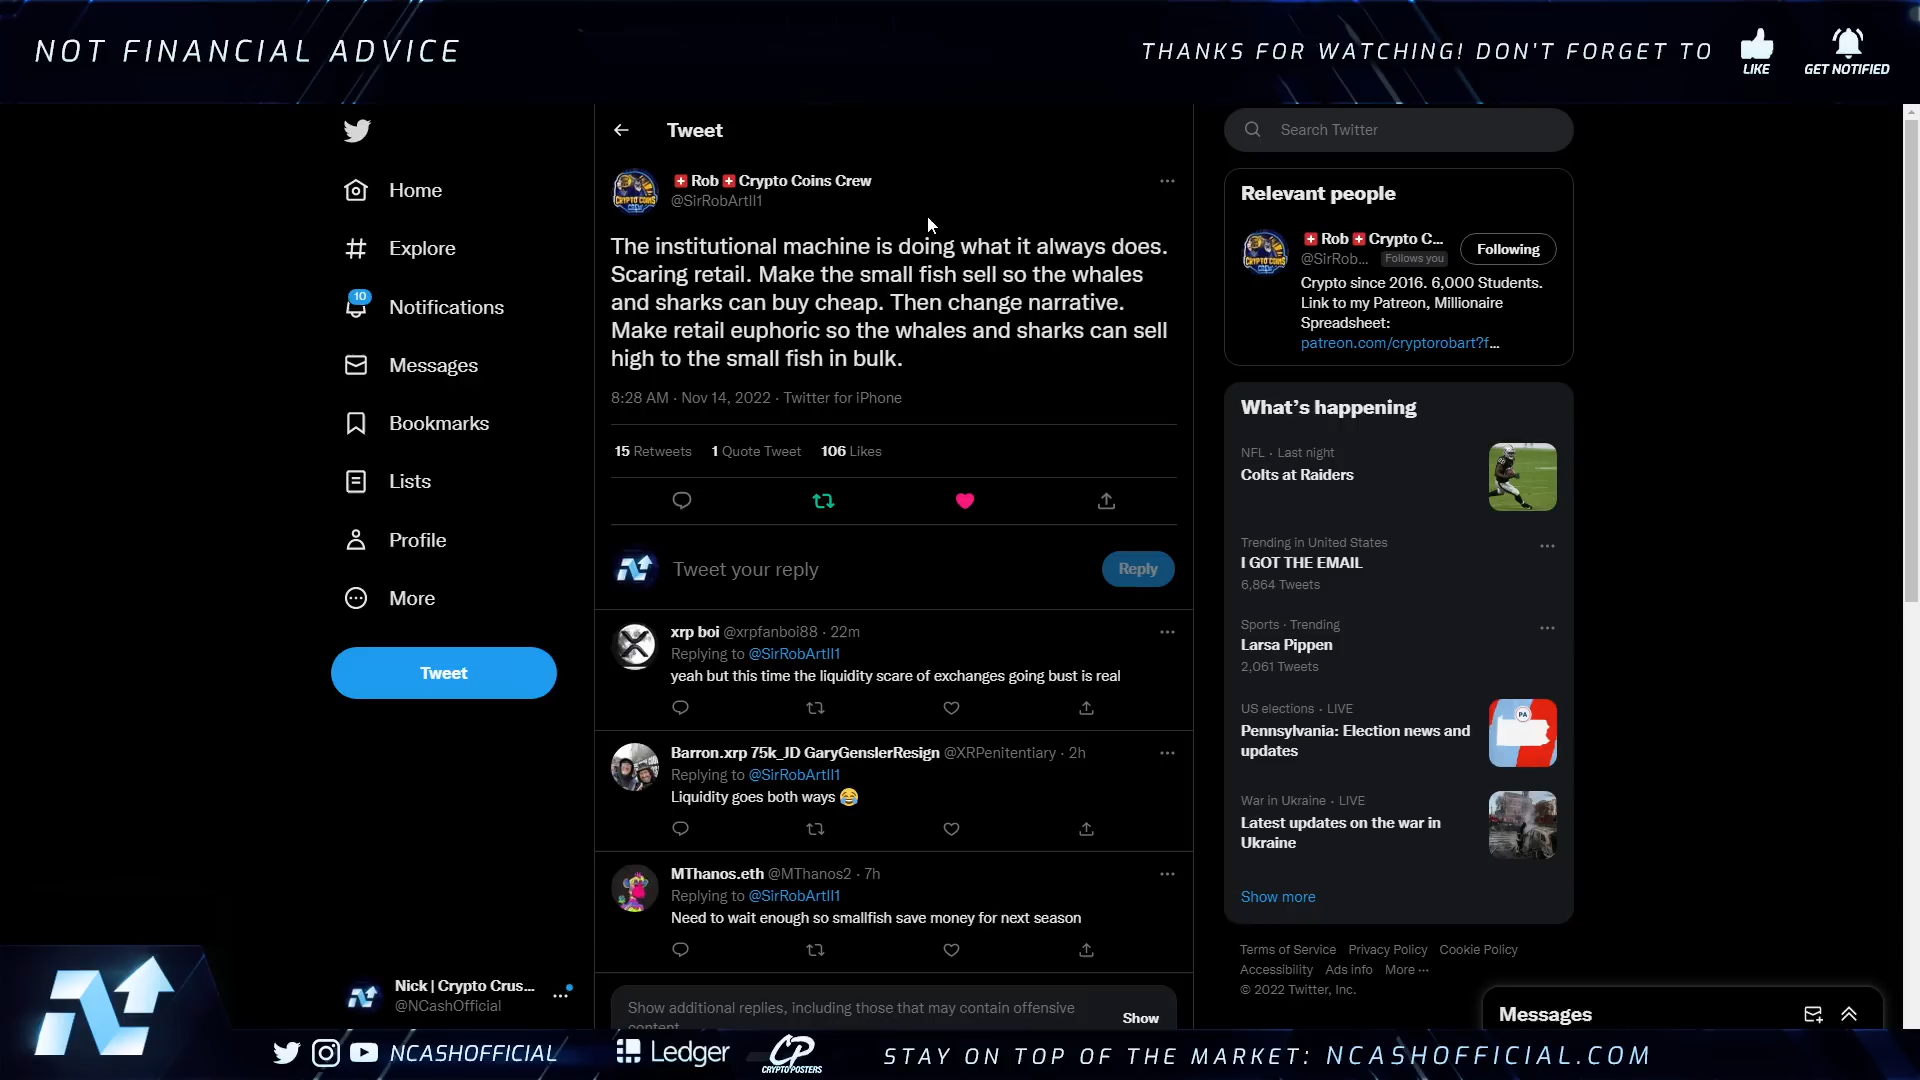 NOT FINANCIAL ADVICE
THANKS FOR WATCHING! DON'T FORGET TO
LIKE
GET NOTIFIED
Home
Explore
10
Notifications
Messages
Bookmarks
Lists
Profile
More
Tweet
Nick | Crypto Crus...
@NCashOfficial
Tweet
Rob Crypto Coins Crew
@SirRobArtII1
The institutional machine is doing what it always does.
Scaring retail. Make the small fish sell so the whales
and sharks can buy cheap. Then change narrative.
Make retail euphoric so the whales and sharks can sell
high to the small fish in bulk.
8:28 AM · Nov 14, 2022 · Twitter for iPhone
15 Retweets 1 Quote Tweet 106 Likes
Tweet your reply
Reply
xrp boi @xrpfanboi88 · 22m
Replying to @SirRobArtII1
yeah but this time the liquidity scare of exchanges going bust is real
Barron.xrp 75k_JD GaryGenslerResign @XRPenitentiary · 2h
Replying to @SirRobArtII1
Liquidity goes both ways 😂
MThanos.eth @MThanos2 · 7h
Replying to @SirRobArtII1
Need to wait enough so smallfish save money for next season
Show additional replies, including those that may contain offensive
content
Show
Search Twitter
Relevant people
Rob Crypto C...
@SirRob... Follows you
Following
Crypto since 2016. 6,000 Students.
Link to my Patreon, Millionaire
Spreadsheet:
patreon.com/cryptorobart?f...
What's happening
NFL · Last night
Colts at Raiders
Trending in United States
I GOT THE EMAIL
6,864 Tweets
Sports · Trending
Larsa Pippen
2,061 Tweets
US elections · LIVE
Pennsylvania: Election news and
updates
PA
War in Ukraine · LIVE
Latest updates on the war in
Ukraine
Show more
Terms of Service Privacy Policy Cookie Policy
Accessibility Ads info More ···
© 2022 Twitter, Inc.
Messages
NCASHOFFICIAL
Ledger
CP
CRYPTOPOSTERS
STAY ON TOP OF THE MARKET: NCASHOFFICIAL.COM